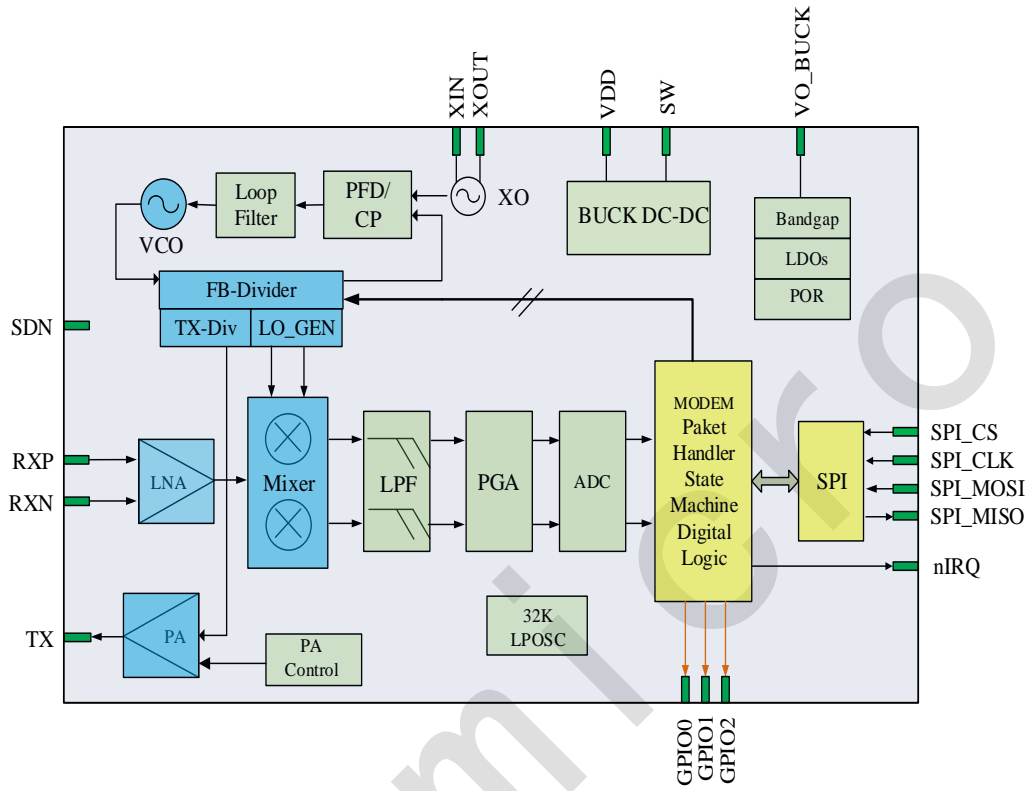 XIN
XOUT
VDD
SW
VO_BUCK
Loop
Filter
PFD/
CP
XO
VCO
BUCK DC-DC
Bandgap
LDOs
POR
FB-Divider
TX-Div
LO_GEN
SDN
RXP
RXN
LNA
Mixer
LPF
PGA
ADC
MODEM
Paket
Handler
State
Machine
Digital
Logic
SPI
SPI_CS
SPI_CLK
SPI_MOSI
SPI_MISO
nIRQ
TX
PA
PA
Control
32K
LPOSC
GPIO0
GPIO1
GPIO2
micro